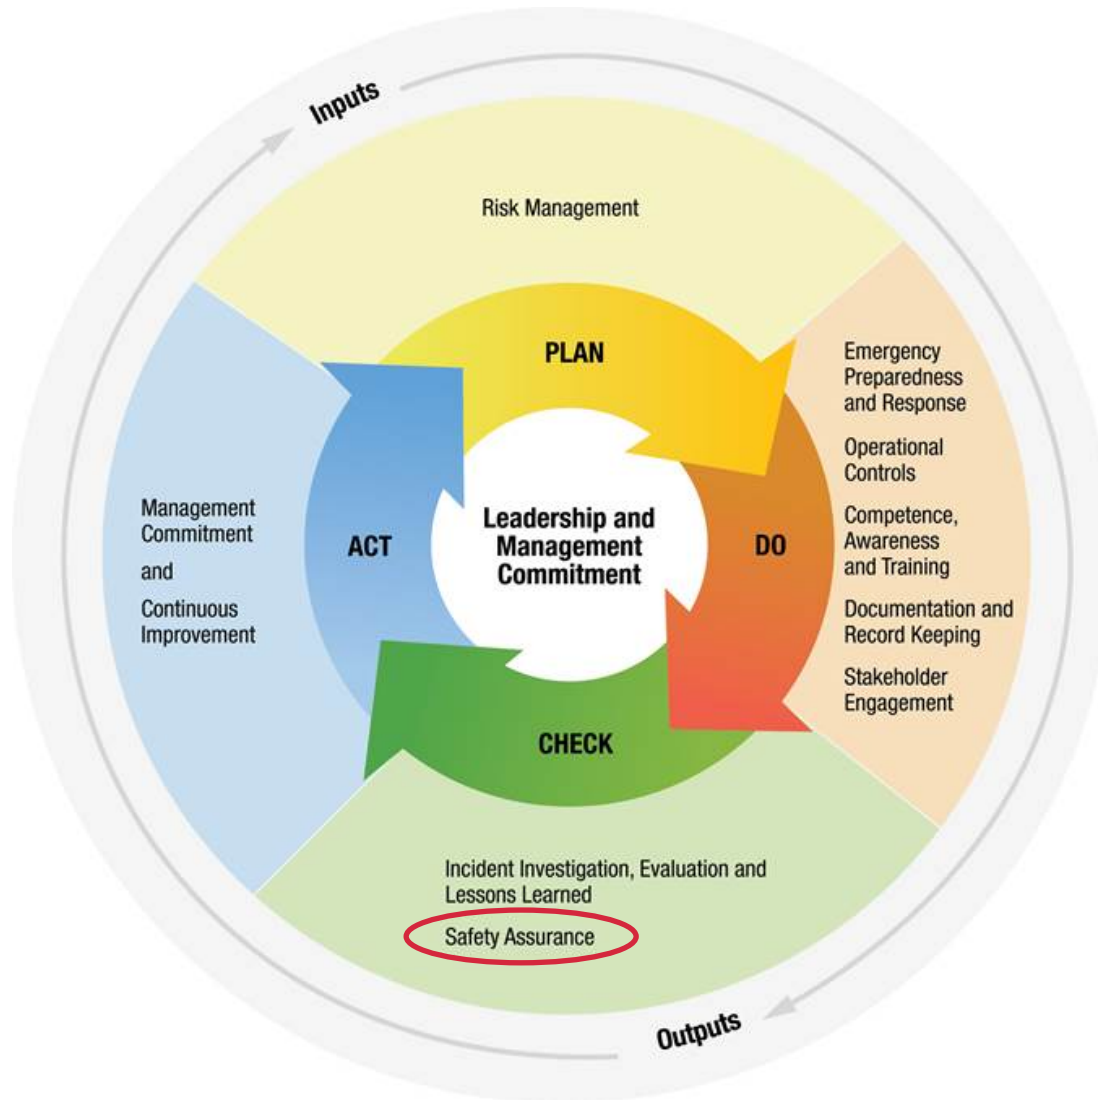 Inputs
Risk Management
PLAN
Emergency
Preparedness
and Response
Operational
Controls
Competence,
Awareness
and Training
Documentation and
Record Keeping
Stakeholder
Engagement
DO
Leadership and
Management
Commitment
ACT
Management
Commitment
and
Continuous
Improvement
CHECK
Incident Investigation, Evaluation and
Lessons Learned
Safety Assurance
Outputs